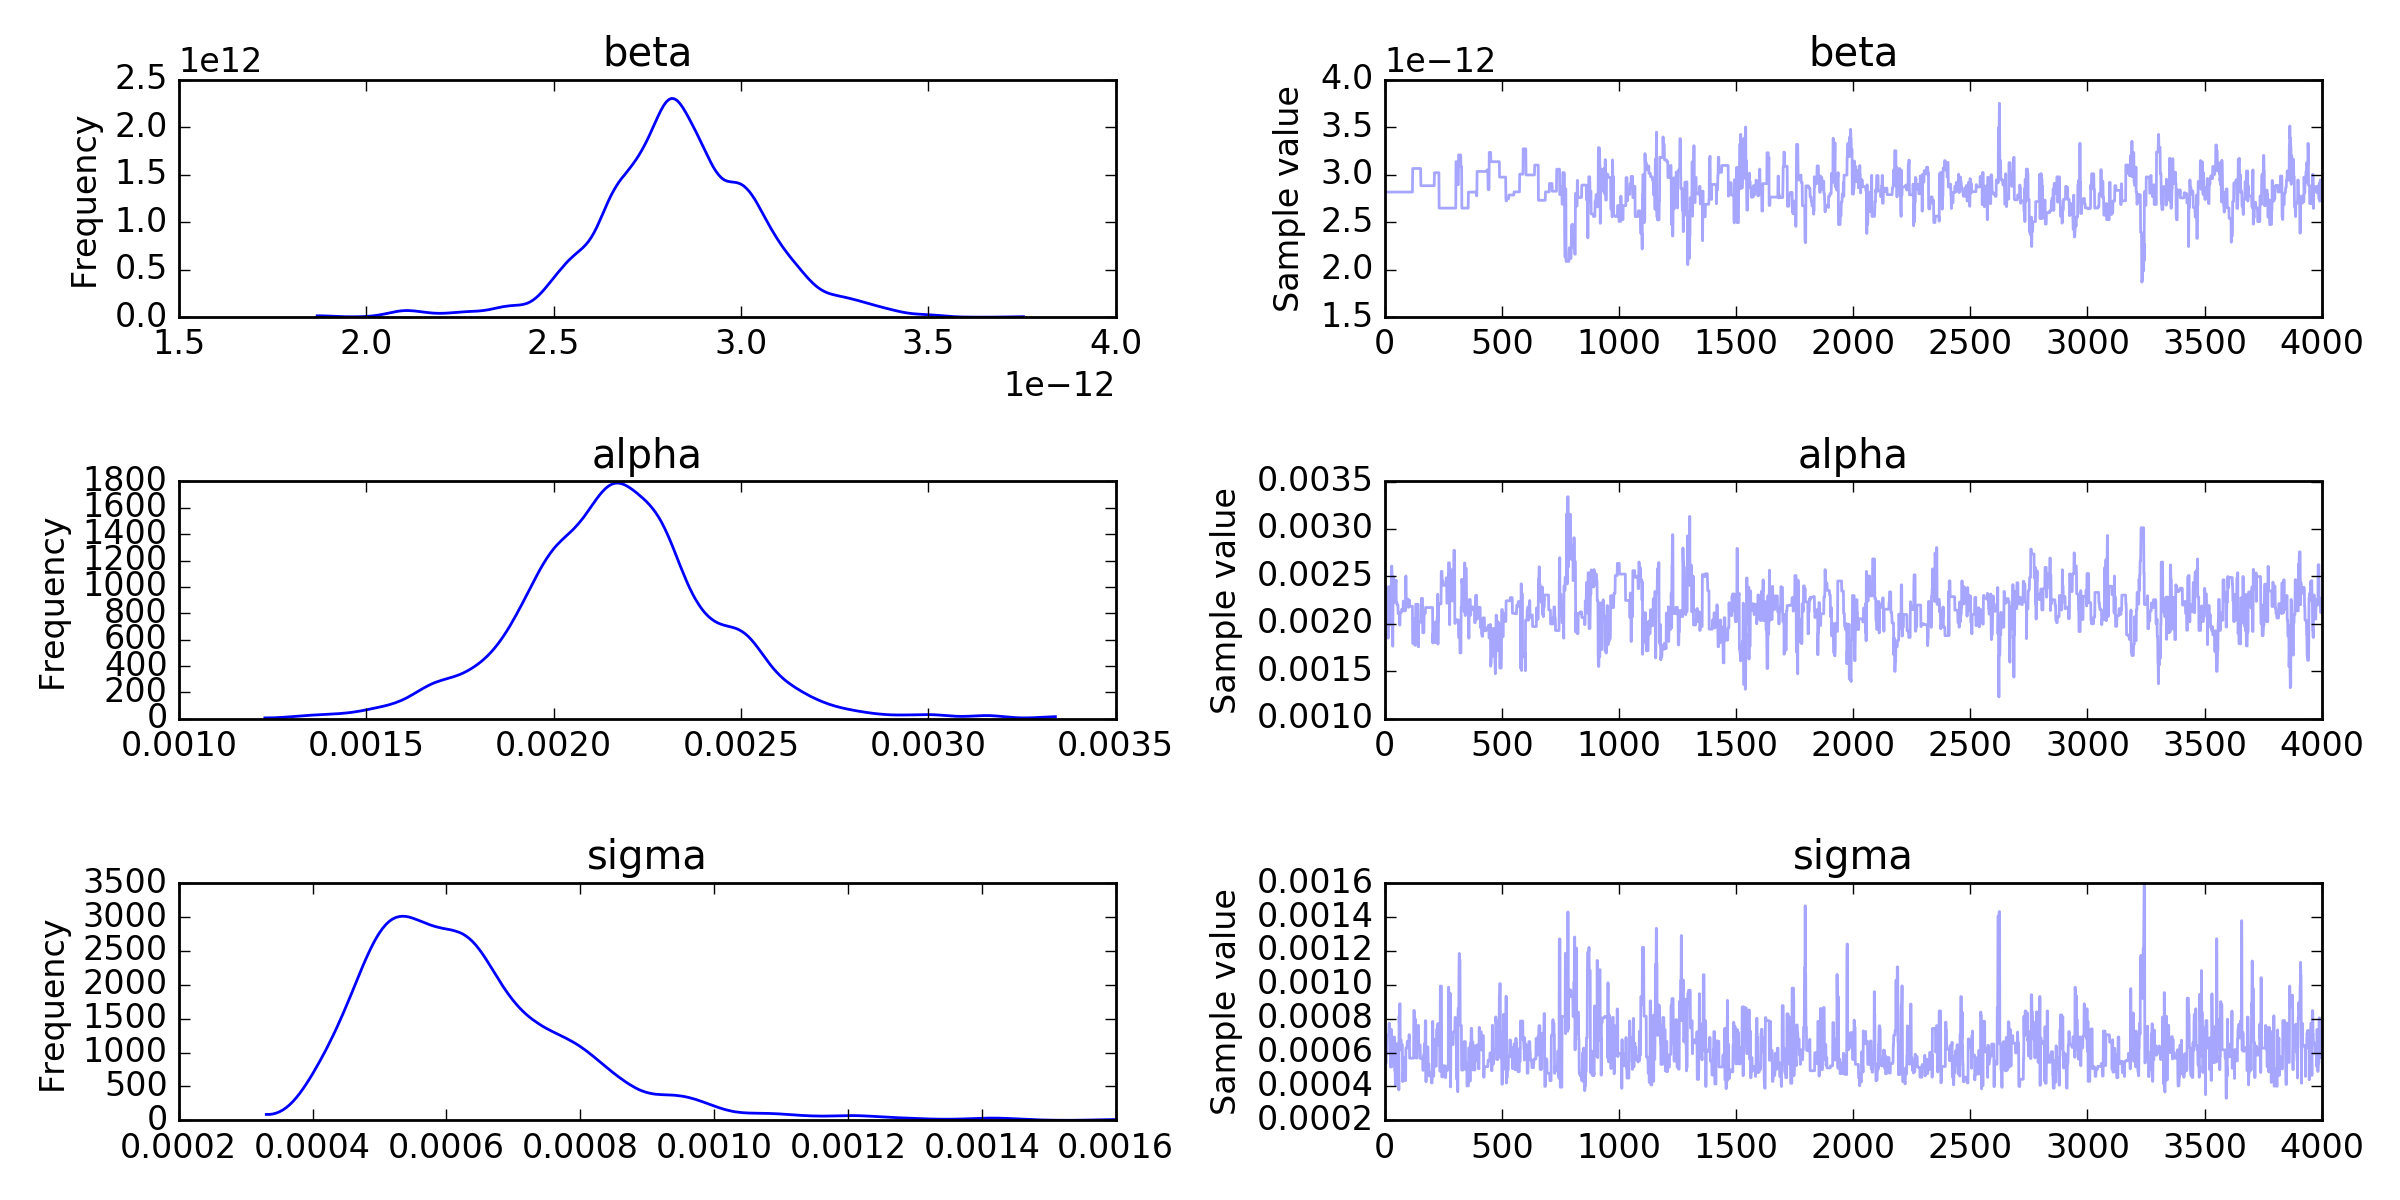 beta
1e12
2.5
2.0
1.5
1.0
0.5
0.0
Frequency
1.5 2.0 2.5 3.0 3.5 4.0
1e−12
beta
1e−12
4.0
3.5
3.0
2.5
2.0
1.5
Sample value
0 500 1000 1500 2000 2500 3000 3500 4000
alpha
1800
1600
1400
1200
1000
800
600
400
200
0
Frequency
0.0010 0.0015 0.0020 0.0025 0.0030 0.0035
alpha
0.0035
0.0030
0.0025
0.0020
0.0015
0.0010
Sample value
0 500 1000 1500 2000 2500 3000 3500 4000
sigma
3500
3000
2500
2000
1500
1000
500
0
Frequency
0.0002 0.0004 0.0006 0.0008 0.0010 0.0012 0.0014 0.0016
sigma
0.0016
0.0014
0.0012
0.0010
0.0008
0.0006
0.0004
0.0002
Sample value
0 500 1000 1500 2000 2500 3000 3500 4000